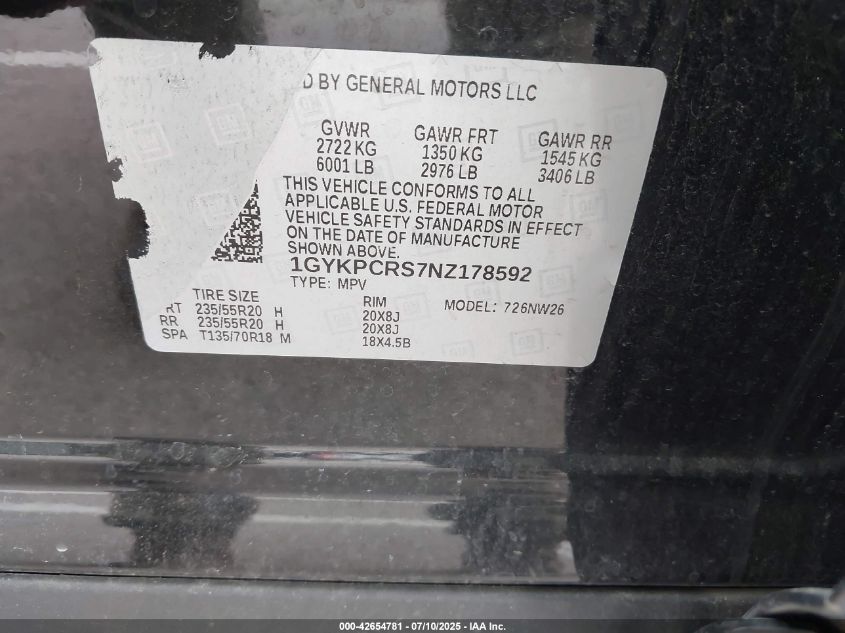 D BY GENERAL MOTORS LLC
GVWR GAWR FRT GAWR RR
2722 KG 1350 KG 1545 KG
6001 LB 2976 LB 3406 LB
THIS VEHICLE CONFORMS TO ALL
APPLICABLE U.S. FEDERAL MOTOR
VEHICLE SAFETY STANDARDS IN EFFECT
ON THE DATE OF MANUFACTURE
SHOWN ABOVE.
1GYKPCRS7NZ178592
TYPE: MPV
TIRE SIZE RIM MODEL: 726NW26
RT 235/55R20 H 20X8J
RR 235/55R20 H 20X8J
SPA T135/70R18 M 18X4.5B
000-42654781 - 07/10/2025 - IAA Inc.